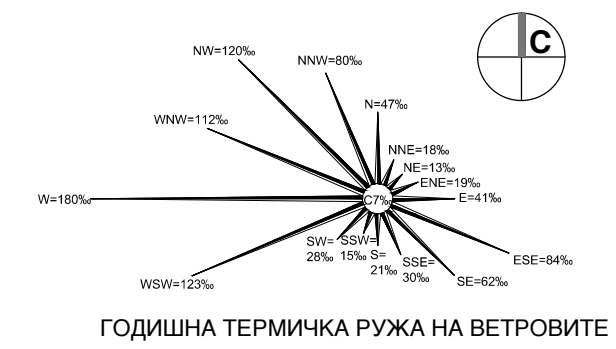 C
NW=120‰
NNW=80‰
N=47‰
WNW=112‰
NNE=18‰
NE=13‰
ENE=19‰
W=180‰
C7‰
E=41‰
SW=
28‰
SSW=
15‰
S=
21‰
SSE=
30‰
ESE=84‰
SE=62‰
WSW=123‰
ГОДИШНА ТЕРМИЧКА РУЖА НА ВЕТРОВИТЕ